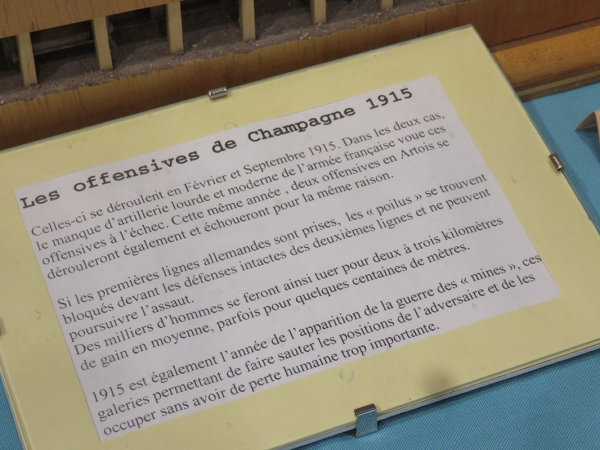 Les offensives de Champagne 1915
Celles-ci se déroulent en Février et Septembre 1915. Dans les deux cas,
le manque d'artillerie lourde et moderne de l'armée française voue ces
offensives à l'échec. Cette même année , deux offensives en Artois se
dérouleront également et échoueront pour la même raison.
Si les premières lignes allemandes sont prises, les « poilus » se trouvent
bloqués devant les défenses intactes des deuxièmes lignes et ne peuvent
poursuivre l'assaut.
Des milliers d'hommes se feront ainsi tuer pour deux à trois kilomètres
de gain en moyenne, parfois pour quelques centaines de mètres.
1915 est également l'année de l'apparition de la guerre des « mines », ces
galeries permettant de faire sauter les positions de l'adversaire et de les
occuper sans avoir de perte humaine trop importante.